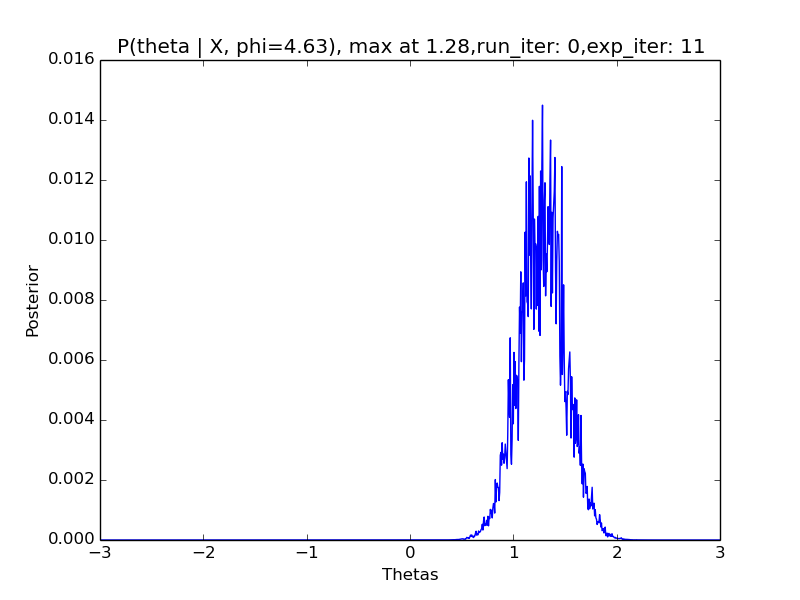 P(theta | X, phi=4.63), max at 1.28,run_iter: 0,exp_iter: 11
0.016
0.014
0.012
0.010
0.008
0.006
0.004
0.002
0.000
Posterior
−3 −2 −1 0 1 2 3
Thetas